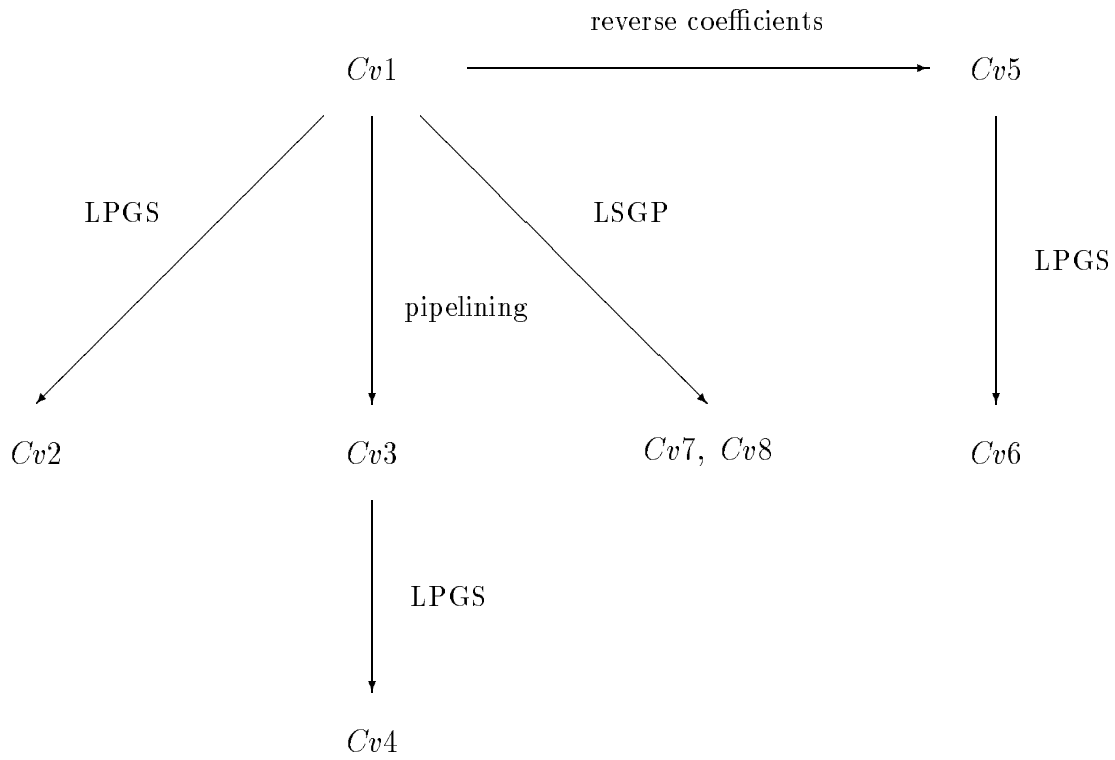 reverse coefficients
Cv1
Cv5
LPGS
LSGP
LPGS
pipelining
Cv2
Cv3
Cv7, Cv8
Cv6
LPGS
Cv4